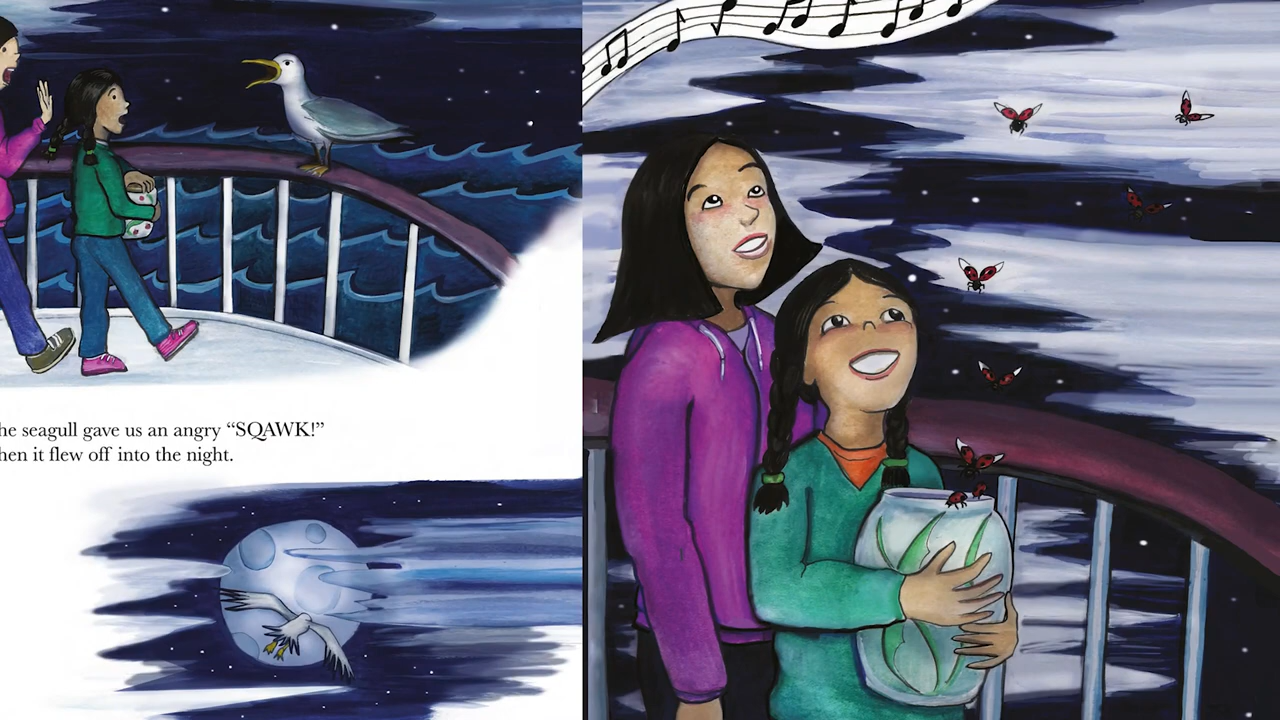 he seagull gave us an angry “SQAWK!”
hen it flew off into the night.